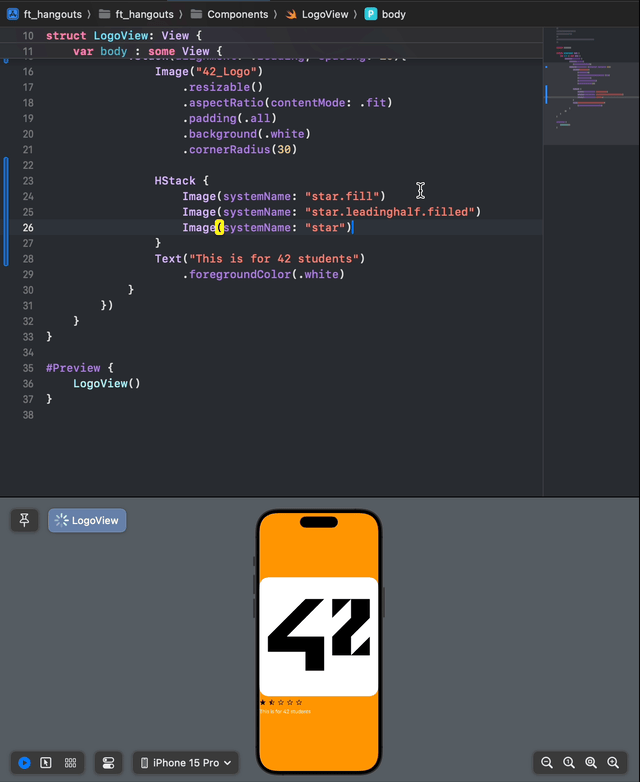 ft_hangouts 〉 ft_hangouts 〉 Components 〉 LogoView 〉 P body
10 struct LogoView: View {
11 var body : some View {
16 Image("42_Logo")
17 .resizable()
18 .aspectRatio(contentMode: .fit)
19 .padding(.all)
20 .background(.white)
21 .cornerRadius(30)
22
23 HStack {
24 Image(systemName: "star.fill")
25 Image(systemName: "star.leadinghalf.filled")
26 Image(systemName: "star")
27 }
28 Text("This is for 42 students")
29 .foregroundColor(.white)
30 }
31 })
32 }
33 }
34
35 #Preview {
36 LogoView()
37 }
38
LogoView
42
This is for 42 students
iPhone 15 Pro